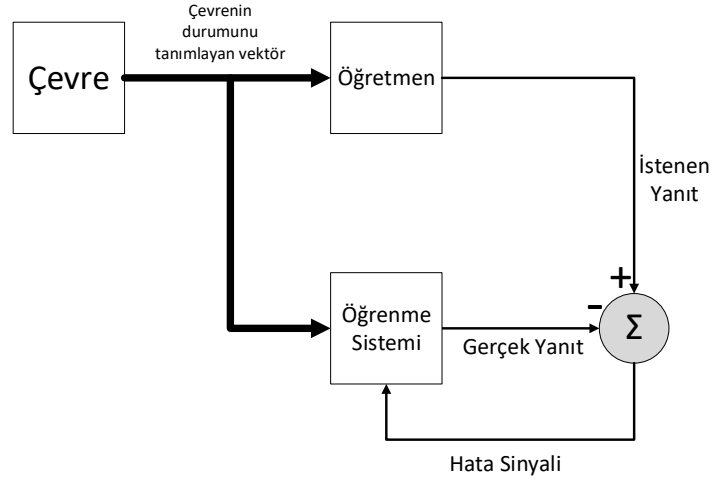 Çevrenin
durumunu
tanımlayan vektör
Çevre
Öğretmen
İstenen
Yanıt
+
-
Öğrenme
Sistemi
Σ
Gerçek Yanıt
Hata Sinyali